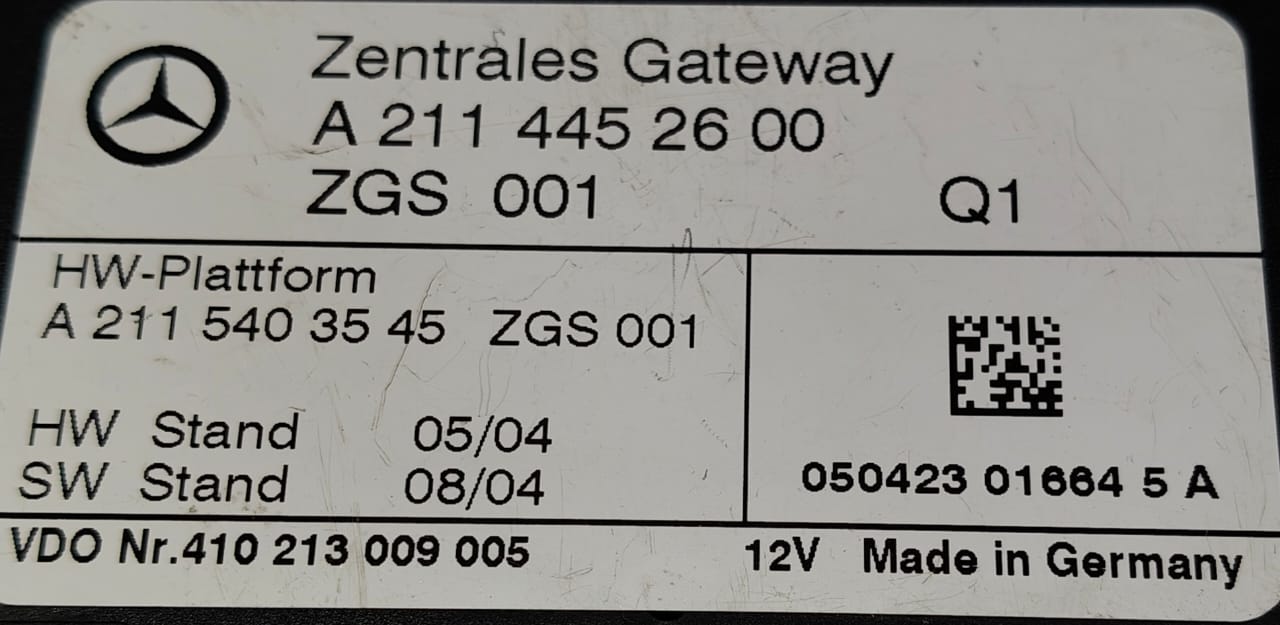 Zentrales Gateway
A 211 445 26 00
ZGS 001 Q1
HW-Plattform
A 211 540 35 45 ZGS 001
HW Stand 05/04
SW Stand 08/04
050423 01664 5 A
VDO Nr.410 213 009 005 12V Made in Germany